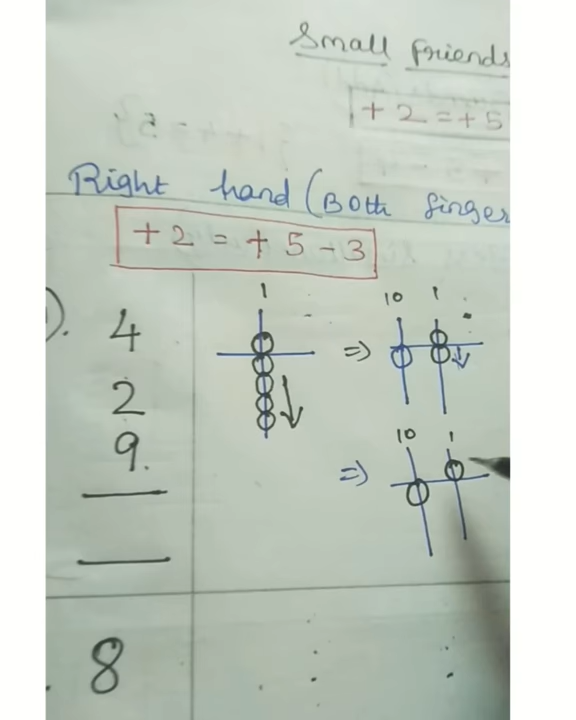 Small Friends
+ 2 = + 5
Right hand (Both finger
+ 2 = + 5 - 3
). 4
2
9.
1
⇒
10 1
⇒
10 1
. 8